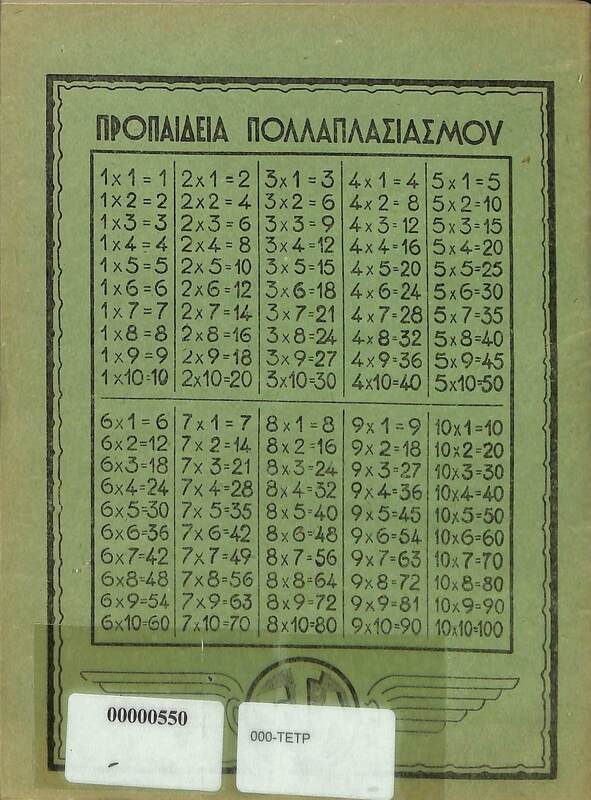 ΠΡΟΠΑΙΔΕΙΑ ΠΟΛΛΑΠΛΑΣΙΑΣΜΟΥ
1x1=1 2x1=2 3x1=3 4x1=4 5x1=5
1x2=2 2x2=4 3x2=6 4x2=8 5x2=10
1x3=3 2x3=6 3x3=9 4x3=12 5x3=15
1x4=4 2x4=8 3x4=12 4x4=16 5x4=20
1x5=5 2x5=10 3x5=15 4x5=20 5x5=25
1x6=6 2x6=12 3x6=18 4x6=24 5x6=30
1x7=7 2x7=14 3x7=21 4x7=28 5x7=35
1x8=8 2x8=16 3x8=24 4x8=32 5x8=40
1x9=9 2x9=18 3x9=27 4x9=36 5x9=45
1x10=10 2x10=20 3x10=30 4x10=40 5x10=50
6x1=6 7x1=7 8x1=8 9x1=9 10x1=10
6x2=12 7x2=14 8x2=16 9x2=18 10x2=20
6x3=18 7x3=21 8x3=24 9x3=27 10x3=30
6x4=24 7x4=28 8x4=32 9x4=36 10x4=40
6x5=30 7x5=35 8x5=40 9x5=45 10x5=50
6x6=36 7x6=42 8x6=48 9x6=54 10x6=60
6x7=42 7x7=49 8x7=56 9x7=63 10x7=70
6x8=48 7x8=56 8x8=64 9x8=72 10x8=80
6x9=54 7x9=63 8x9=72 9x9=81 10x9=90
6x10=60 7x10=70 8x10=80 9x10=90 10x10=100
00000550
000-ΤΕΤΡ